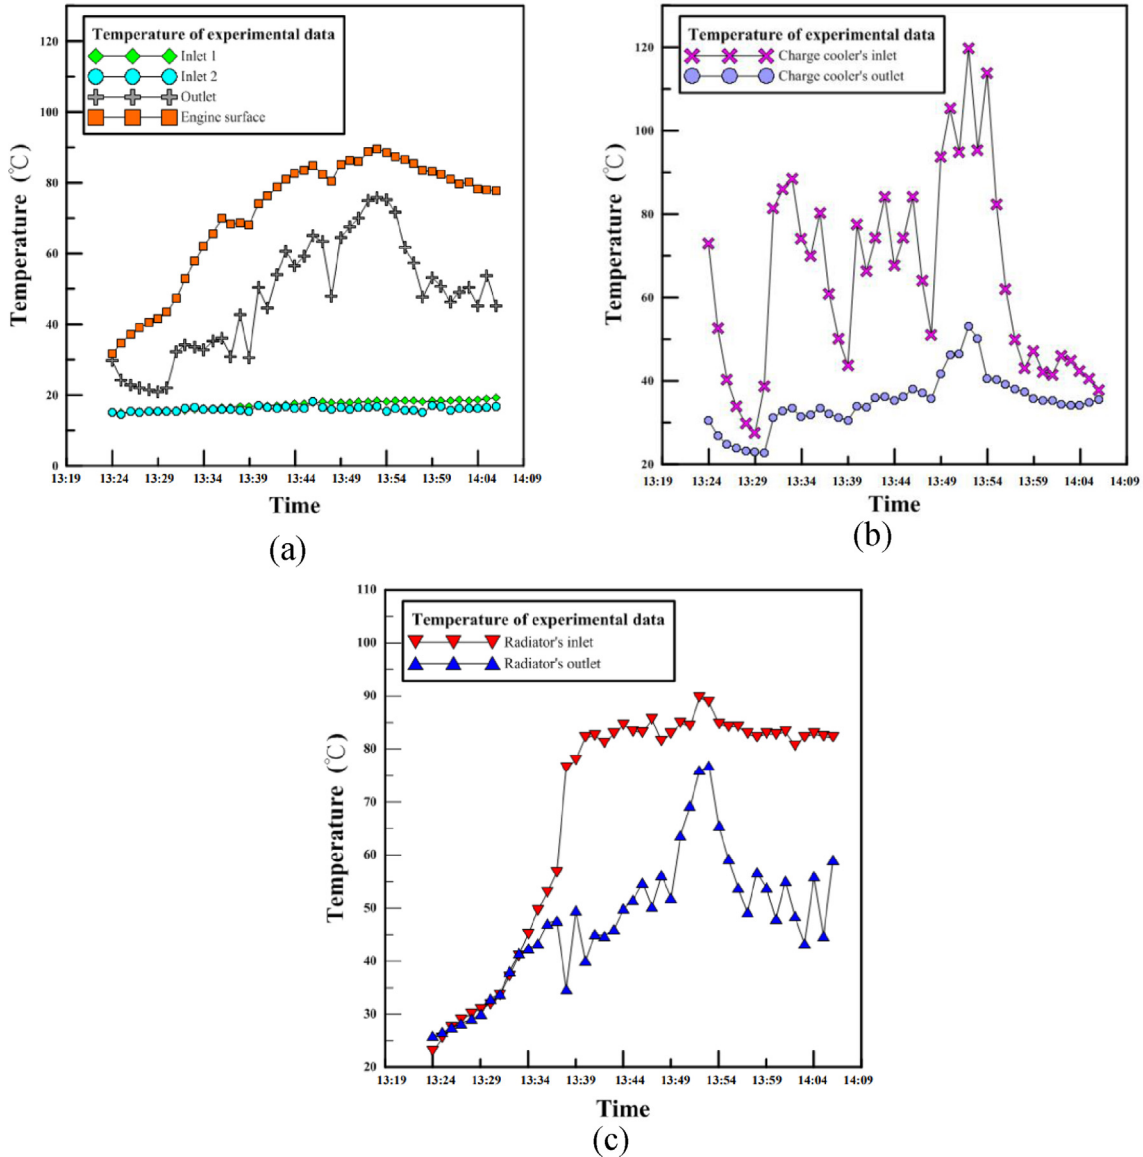 Temperature of experimental data
Inlet 1
Inlet 2
Outlet
Engine surface
120
100
80
60
40
20
0
Temperature (℃)
13:19 13:24 13:29 13:34 13:39 13:44 13:49 13:54 13:59 14:04 14:09
Time
(a)
Temperature of experimental data
Charge cooler's inlet
Charge cooler's outlet
120
100
80
60
40
20
Temperature (℃)
13:19 13:24 13:29 13:34 13:39 13:44 13:49 13:54 13:59 14:04 14:09
Time
(b)
Temperature of experimental data
Radiator's inlet
Radiator's outlet
110
100
90
80
70
60
50
40
30
20
Temperature (℃)
13:19 13:24 13:29 13:34 13:39 13:44 13:49 13:54 13:59 14:04 14:09
Time
(c)